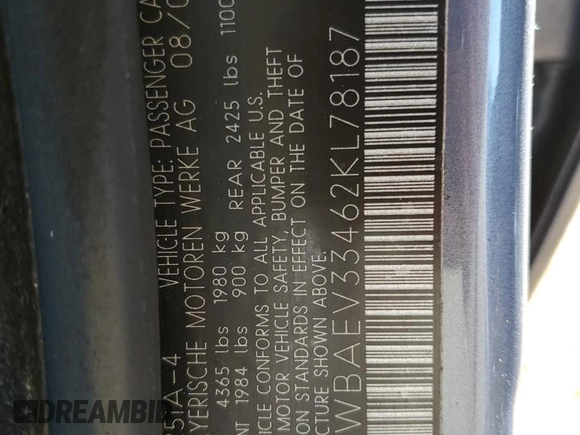 51A-4 VEHICLE TYPE: PASSENGER CA
YERISCHE MOTOREN WERKE AG 08/0
4365 lbs 1980 kg
NT 1984 lbs 900 kg REAR 2425 lbs 1100
ICLE CONFORMS TO ALL APPLICABLE U.S.
MOTOR VEHICLE SAFETY, BUMPER AND THEFT
ON STANDARDS IN EFFECT ON THE DATE OF
CTURE SHOWN ABOVE.
WBAEV33462KL78187
DREAMBID